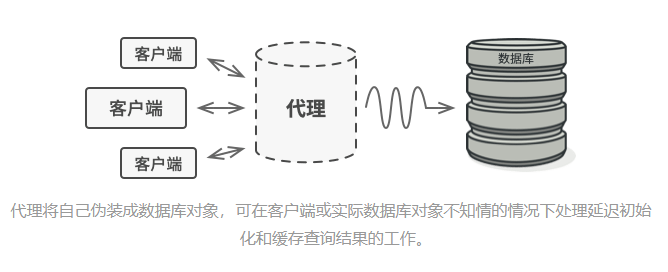 客户端
客户端
客户端
代理
数据库
代理将自己伪装成数据库对象，可在客户端或实际数据库对象不知情的情况下处理延迟初始
化和缓存查询结果的工作。